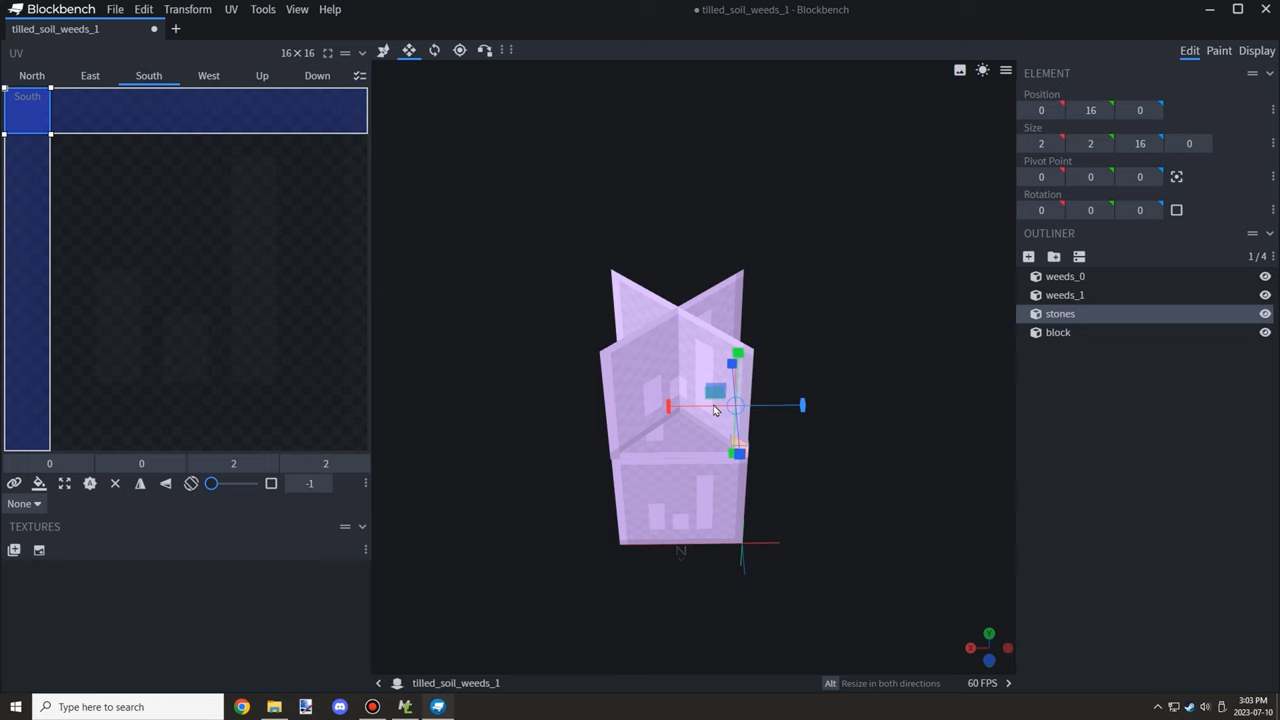 Blockbench File Edit Transform UV Tools View Help
tilled_soil_weeds_1 - Blockbench
tilled_soil_weeds_1
UV 16×16
Edit Paint Display
North East South West Up Down
South
ELEMENT
Position
0 16 0
Size
2 2 16 0
Pivot Point
0 0 0
Rotation
0 0 0
OUTLINER
1/4
weeds_0
weeds_1
stones
block
N
0 0 2 2
-1
None
TEXTURES
X
Y
tilled_soil_weeds_1
Alt Resize in both directions 60 FPS
Type here to search
3:03 PM
2023-07-10